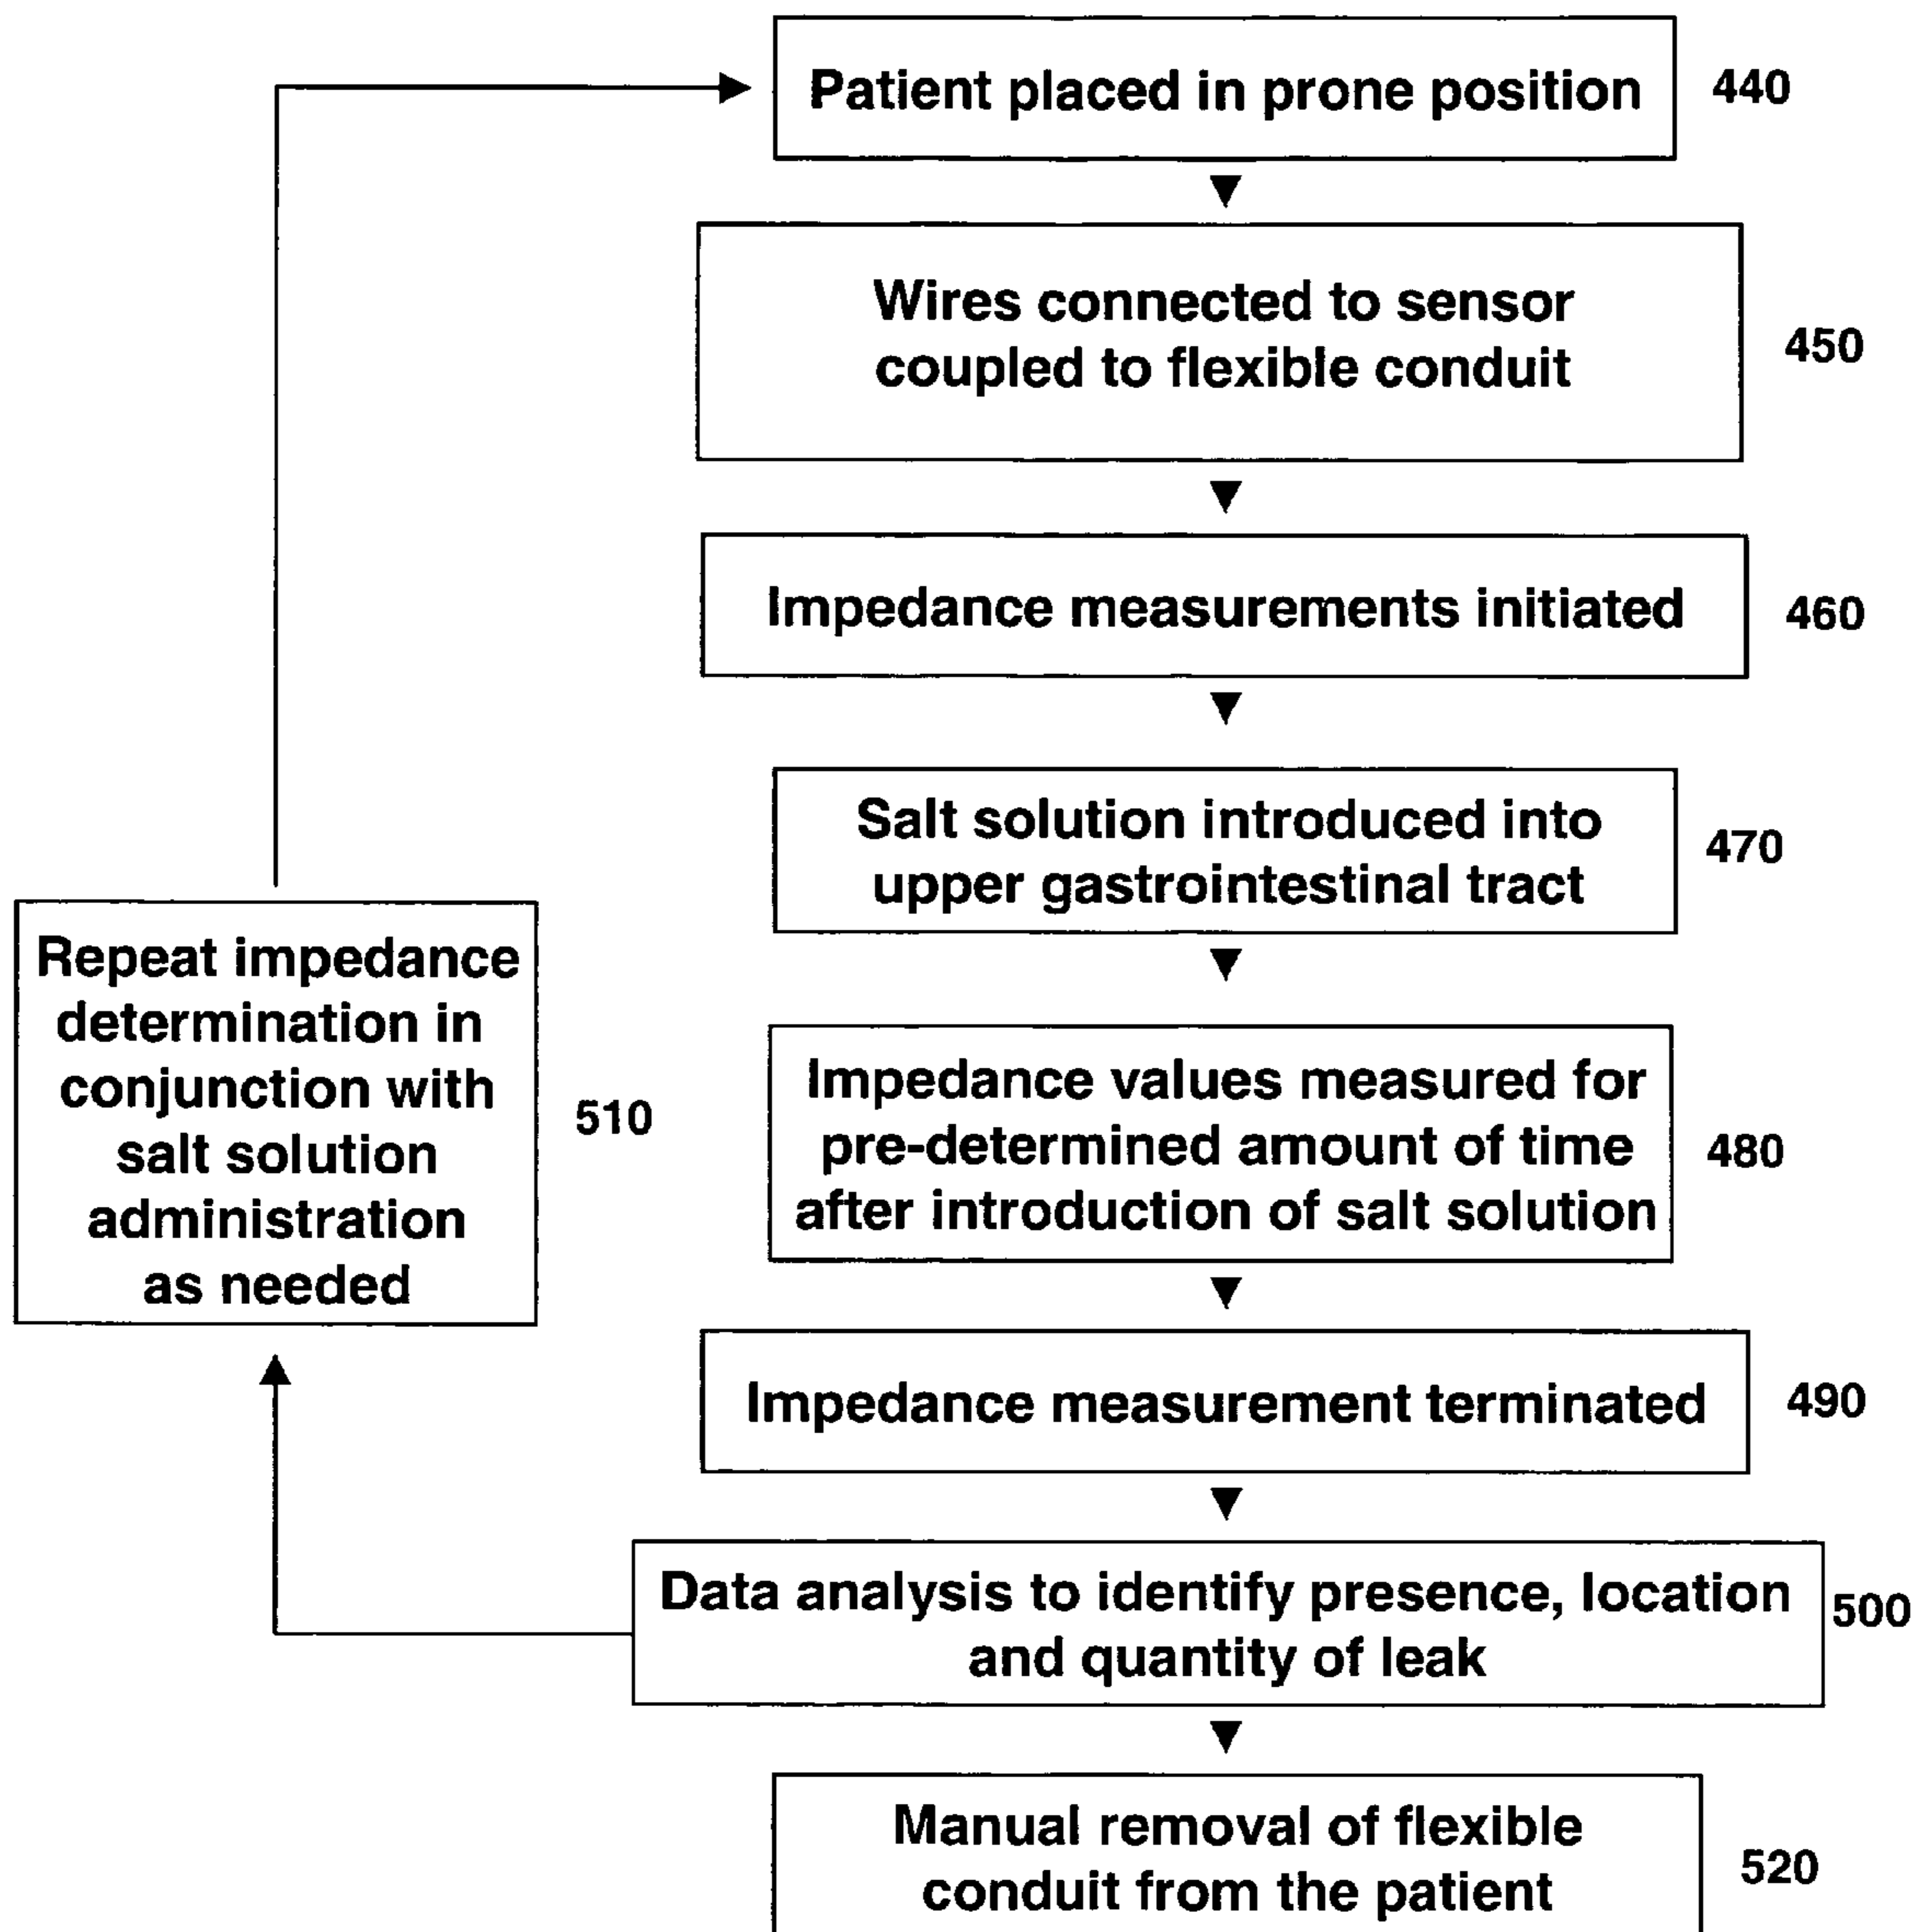 Patient placed in prone position
440
Wires connected to sensor
coupled to flexible conduit
450
Impedance measurements initiated
460
Salt solution introduced into
upper gastrointestinal tract
470
Impedance values measured for
pre-determined amount of time
after introduction of salt solution
480
Impedance measurement terminated
490
Data analysis to identify presence, location
and quantity of leak
500
Repeat impedance
determination in
conjunction with
salt solution
administration
as needed
510
Manual removal of flexible
conduit from the patient
520